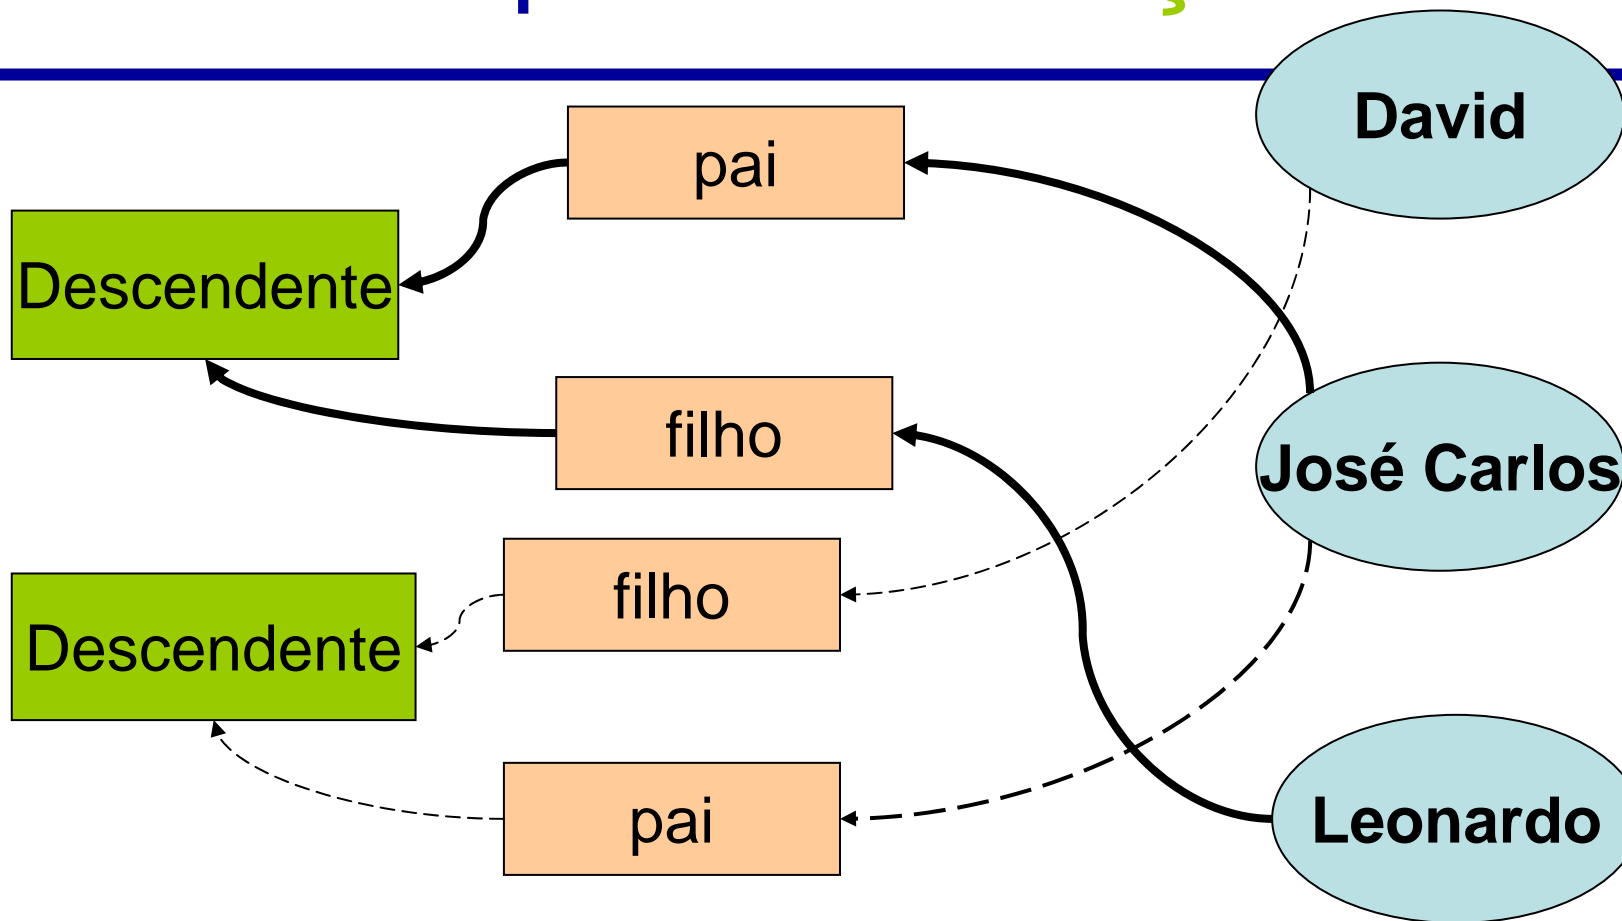 David
pai
Descendente
filho
José Carlos
filho
Descendente
pai
Leonardo